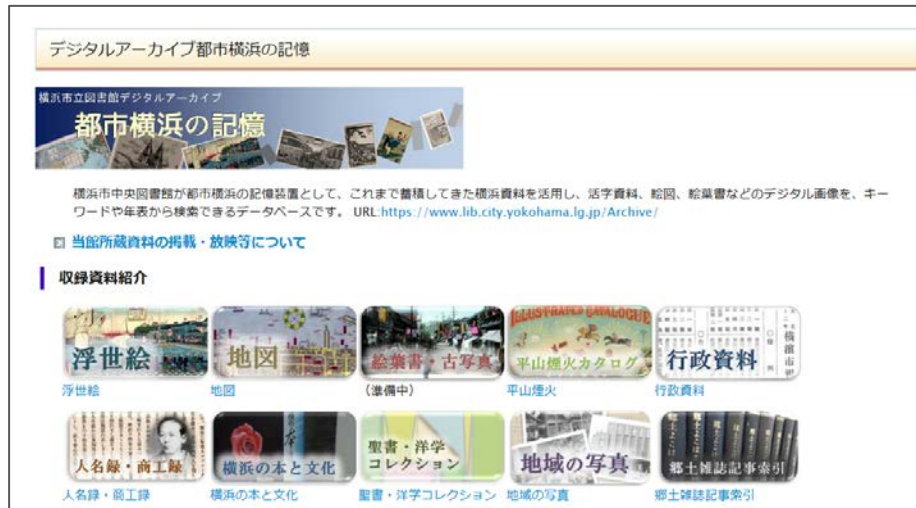 デジタルアーカイブ都市横浜の記憶
横浜市立図書館デジタルアーカイブ
都市横浜の記憶
横浜市中央図書館が都市横浜の記憶装置として、これまで蓄積してきた横浜資料を活用し、活字資料、絵図、絵葉書などのデジタル画像を、キー
ワードや年表から検索できるデータベースです。 URL:https://www.lib.city.yokohama.lg.jp/Archive/
当館所蔵資料の掲載・放映等について
収録資料紹介
浮世絵
地図
絵葉書・古写真
ILLUSTRATED CATALOGUE
平山煙火カタログ
行政資料
浮世絵
地図
(準備中)
平山煙火
行政資料
人名録・商工録
横浜の本と文化
聖書・洋学
コレクション
地域の写真
郷土雑誌記事索引
人名録・商工録
横浜の本と文化
聖書・洋学コレクション
地域の写真
郷土雑誌記事索引